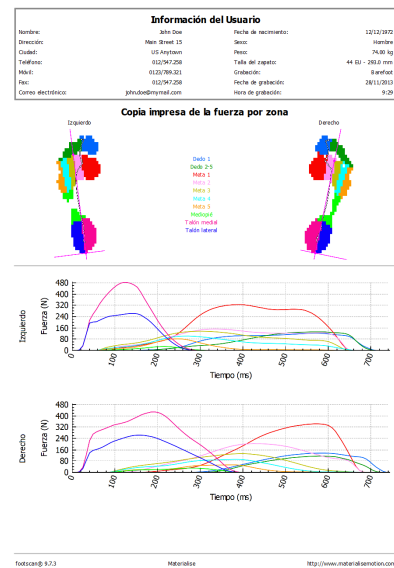 Información del Usuario
Nombre: John Doe Fecha de nacimiento: 12/12/1972
Dirección: Main Street 15 Sexo: Hombre
Ciudad: US Anytown Peso: 74.00 kg
Teléfono: 012/547.258 Talla del zapato: 44 EU - 293.0 mm
Móvil: 0123/789.321 Grabación: Barefoot
Fax: 012/547.258 Fecha de grabación: 28/11/2013
Correo electrónico: john.doe@mymail.com Hora de grabación: 9:29
Copia impresa de la fuerza por zona
Izquierdo Derecho
Dedo 1
Dedo 2-5
Meta 1
Meta 2
Meta 3
Meta 4
Meta 5
Mediopié
Talón medial
Talón lateral
Izquierdo
Fuerza (N)
480
400
320
240
160
80
0
0 100 200 300 400 500 600 700
Tiempo (ms)
Derecho
Fuerza (N)
480
400
320
240
160
80
0
0 100 200 300 400 500 600 700
Tiempo (ms)
footscan® 9.7.3 Materialise http://www.materialisemotion.com